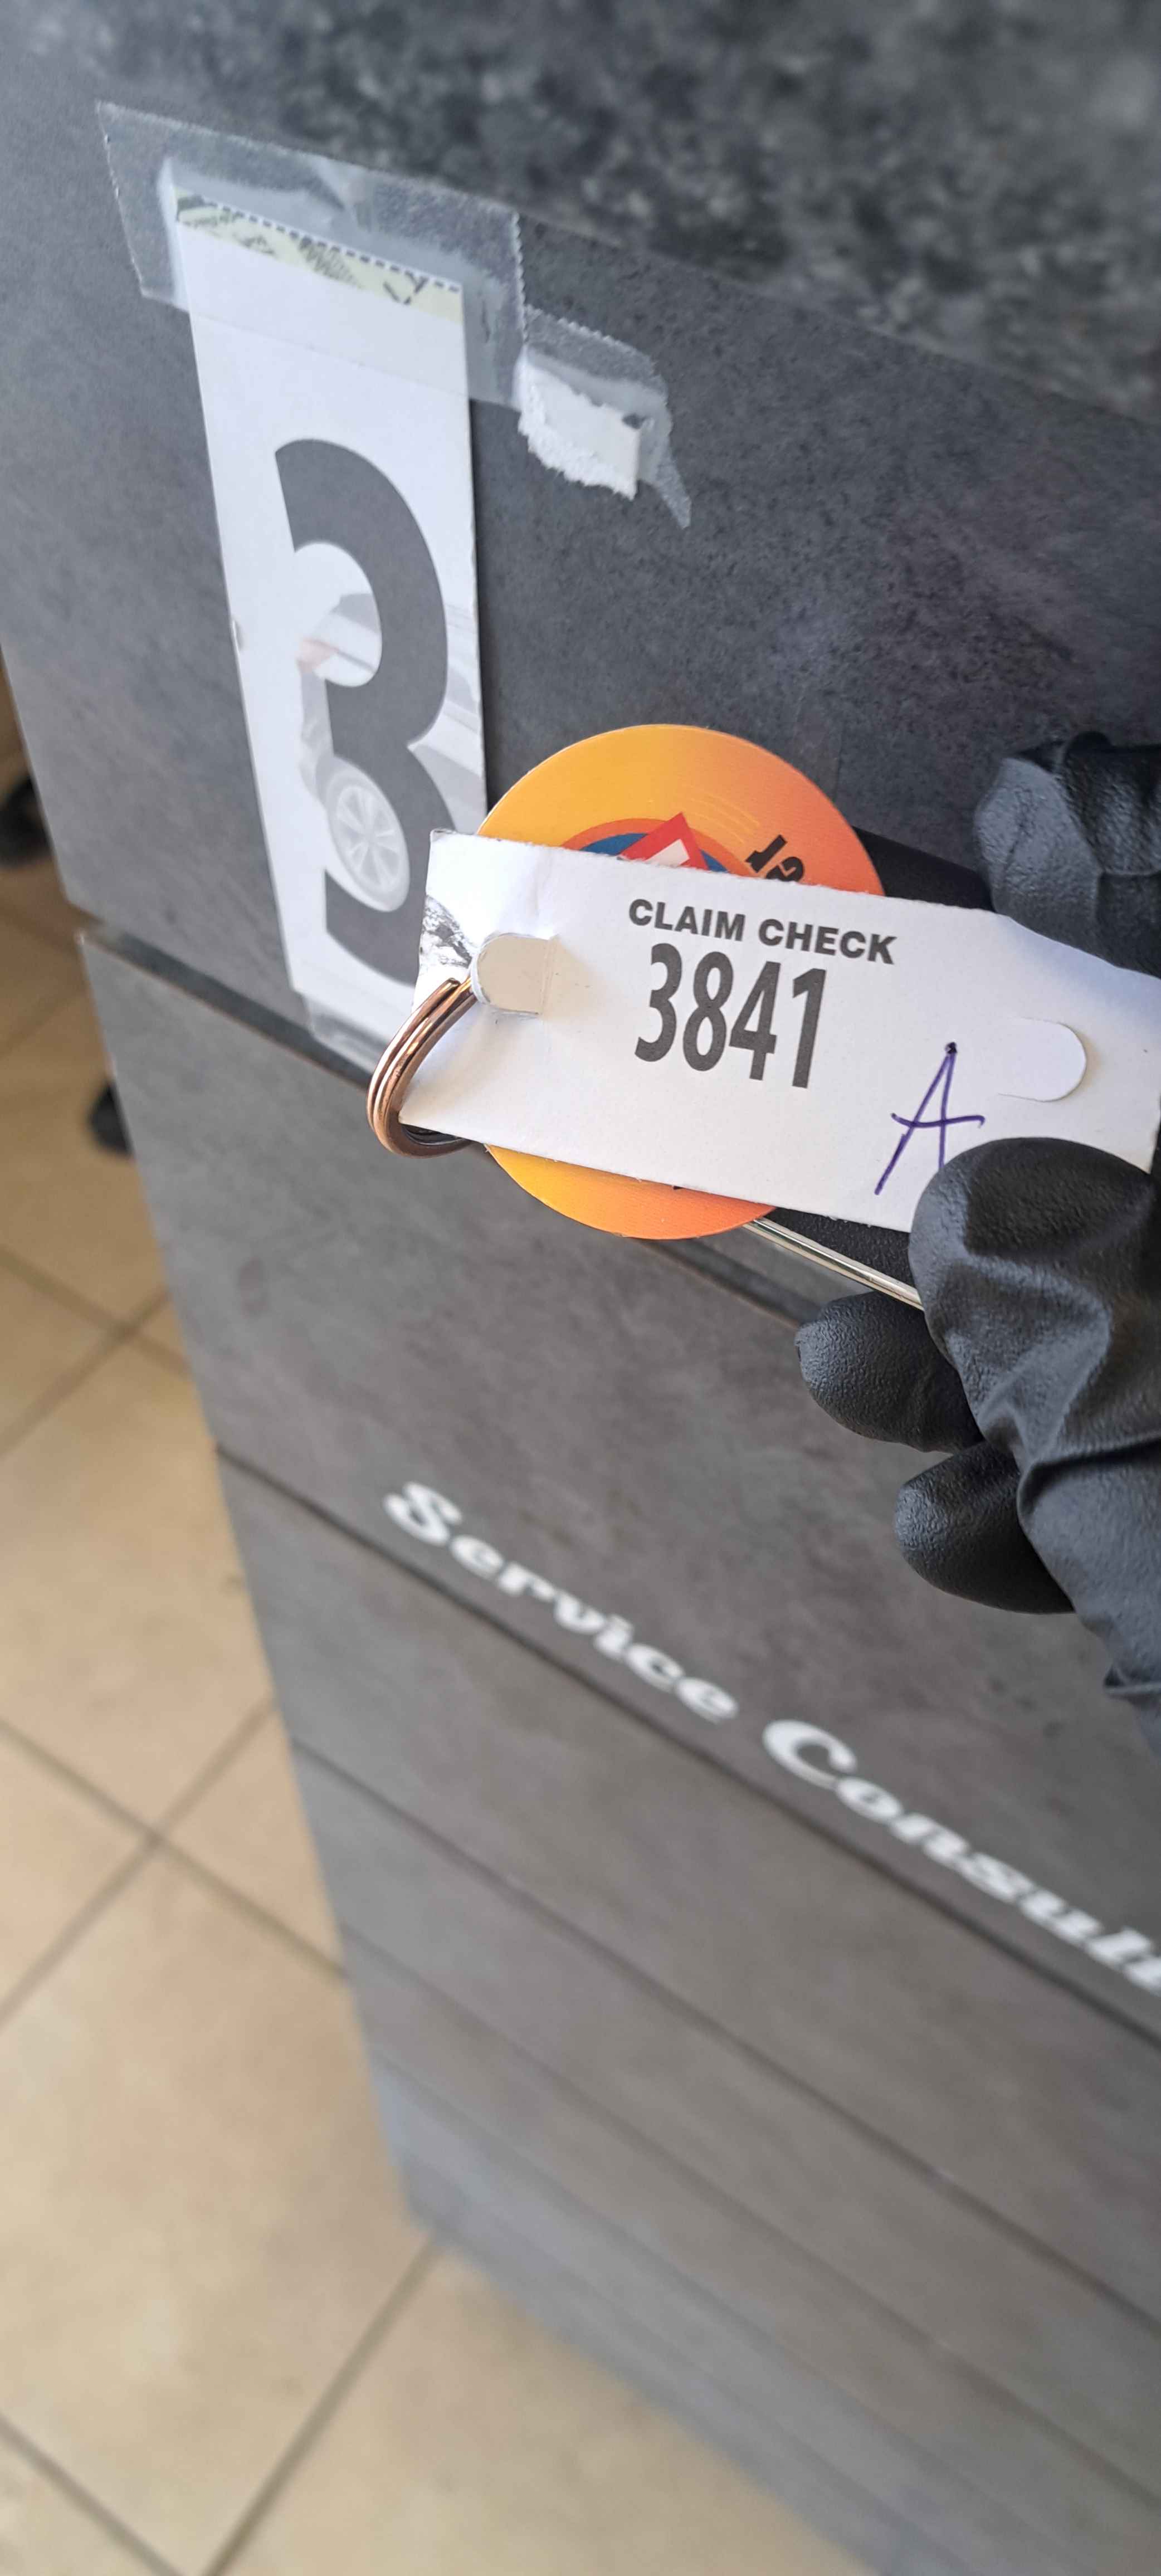 3
CLAIM CHECK
3841
A
Service Consul